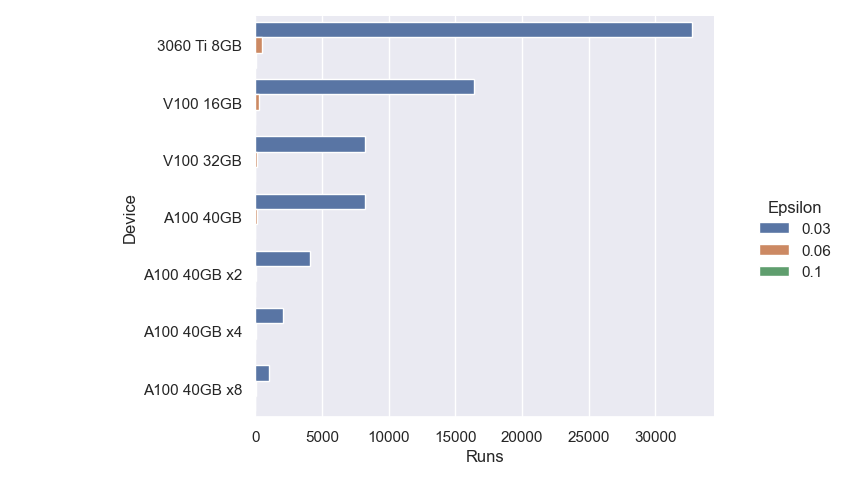 3060 Ti 8GB
V100 16GB
V100 32GB
A100 40GB
A100 40GB x2
A100 40GB x4
A100 40GB x8
Device
0 5000 10000 15000 20000 25000 30000
Runs
Epsilon
0.03
0.06
0.1